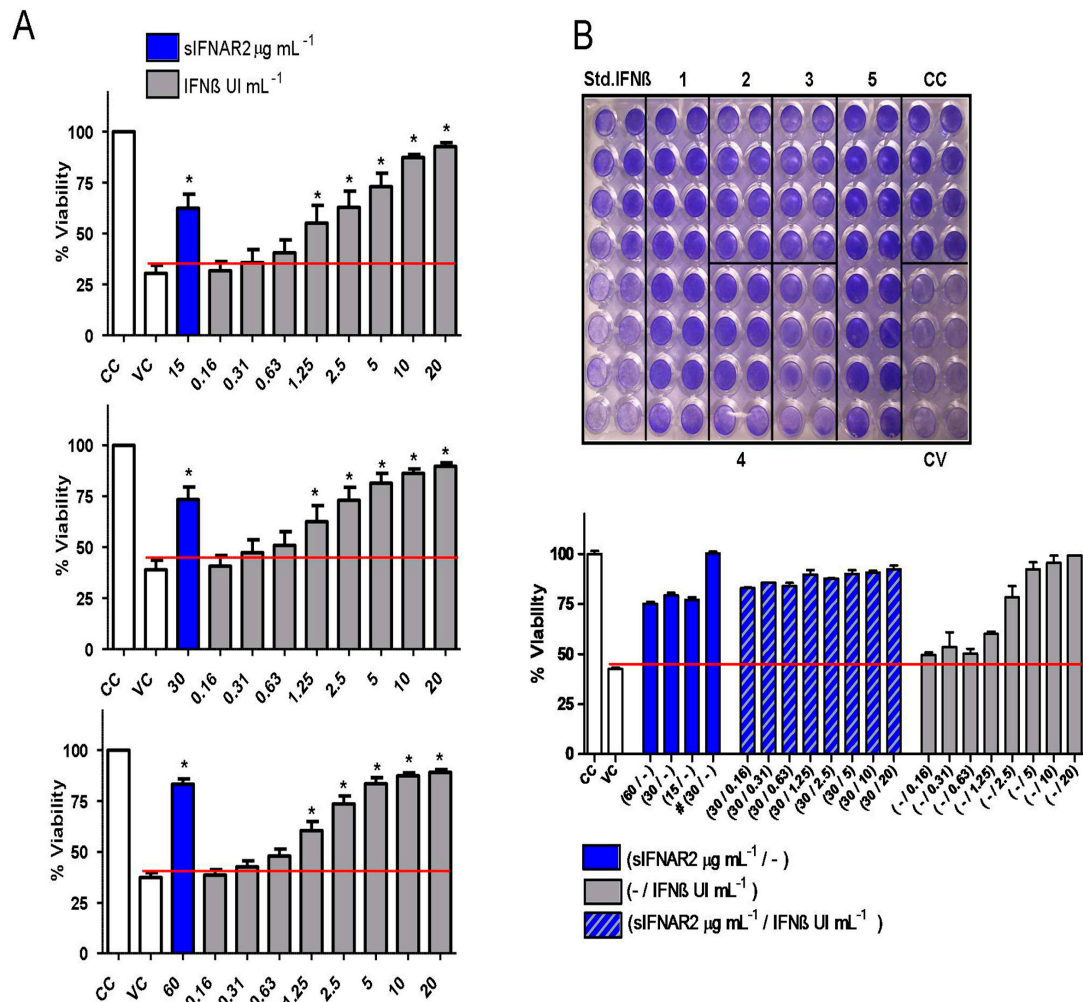 A
sIFNAR2 µg mL-1
IFNß UI mL-1
% Viability
100
75
50
25
0
CC VC 15 0.16 0.31 0.63 1.25 2.5 5 10 20
* * * * * *
% Viability
100
75
50
25
0
CC VC 30 0.16 0.31 0.63 1.25 2.5 5 10 20
* * * * * *
% Viability
100
75
50
25
0
CC VC 60 0.16 0.31 0.63 1.25 2.5 5 10 20
* * * * * *
B
Std.IFNß 1 2 3 5 CC
4 CV
% Viability
100
75
50
25
0
CC VC (60 / -) (30 / -) (15 / -) # (30 / -) (30 / 0.16) (30 / 0.31) (30 / 0.63) (30 / 1.25) (30 / 2.5) (30 / 5) (30 / 10) (30 / 20) (- / 0.16) (- / 0.31) (- / 0.63) (- / 1.25) (- / 2.5) (- / 5) (- / 10) (- / 20)
(sIFNAR2 µg mL-1 / -)
(- / IFNß UI mL-1)
(sIFNAR2 µg mL-1 / IFNß UI mL-1 )